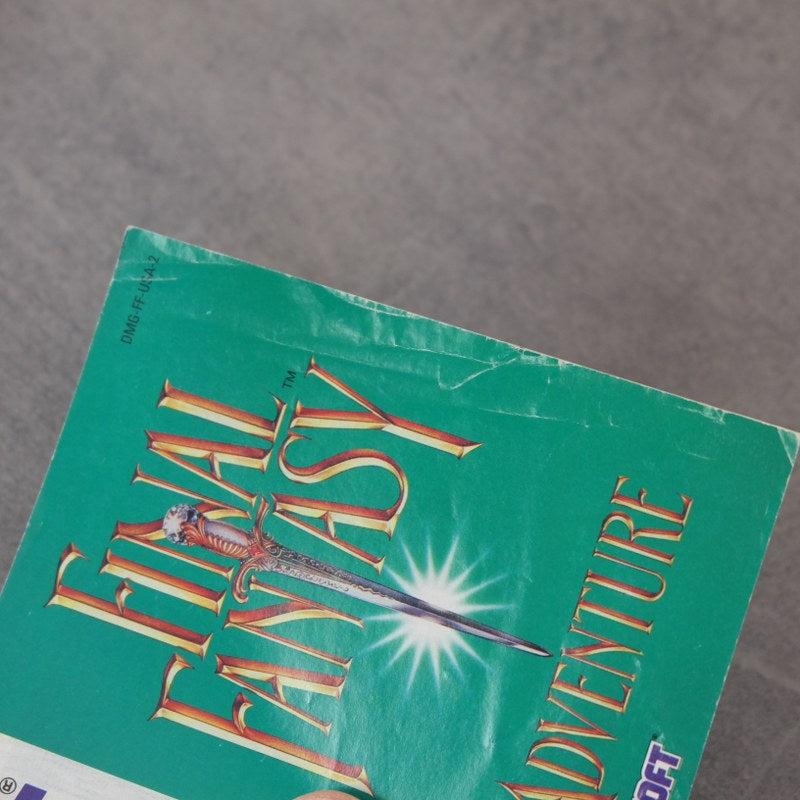 DMG-FF-USA-2
FINAL
FANTASY™
ADVENTURE
®